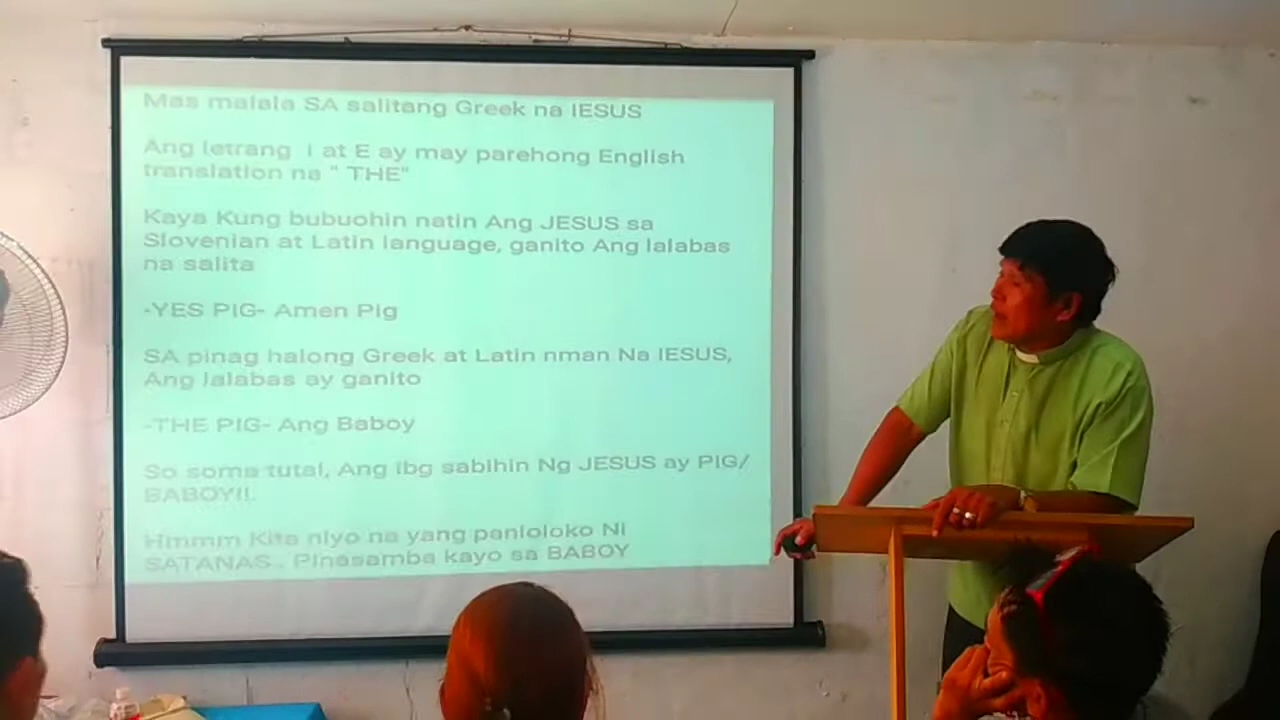 Mas malala SA salitang Greek na IESUS
Ang letrang I at E ay may parehong English
translation na " THE"
Kaya Kung bubuohin natin Ang JESUS sa
Slovenian at Latin language, ganito Ang lalabas
na salita
-YES PIG- Amen Pig
SA pinag halong Greek at Latin nman Na IESUS,
Ang lalabas ay ganito
-THE PIG- Ang Baboy
So soma tutal, Ang ibg sabihin Ng JESUS ay PIG/
BABOY!!.
Hmmm Kita niyo na yang panloloko Ni
SATANAS.. Pinasamba kayo sa BABOY